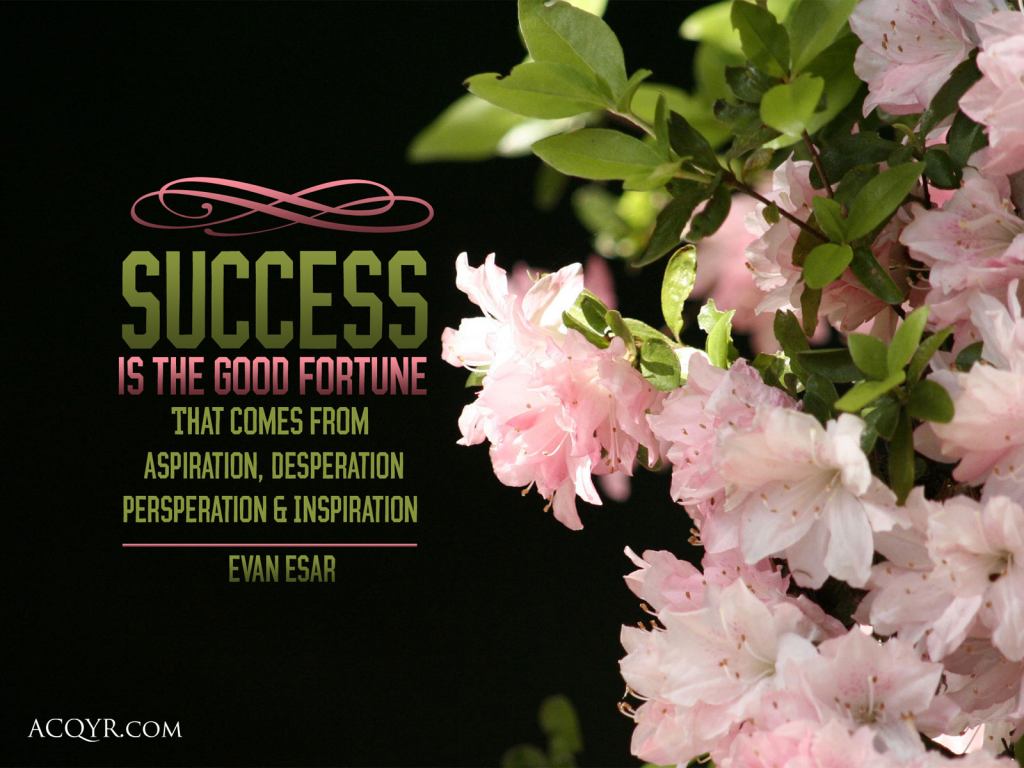 SUCCESS
IS THE GOOD FORTUNE
THAT COMES FROM
ASPIRATION, DESPERATION
PERSPERATION & INSPIRATION
EVAN ESAR
ACQYR.COM